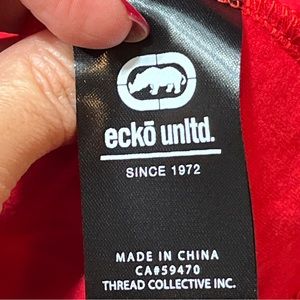 eckō unltd.
SINCE 1972
MADE IN CHINA
CA#59470
THREAD COLLECTIVE INC.